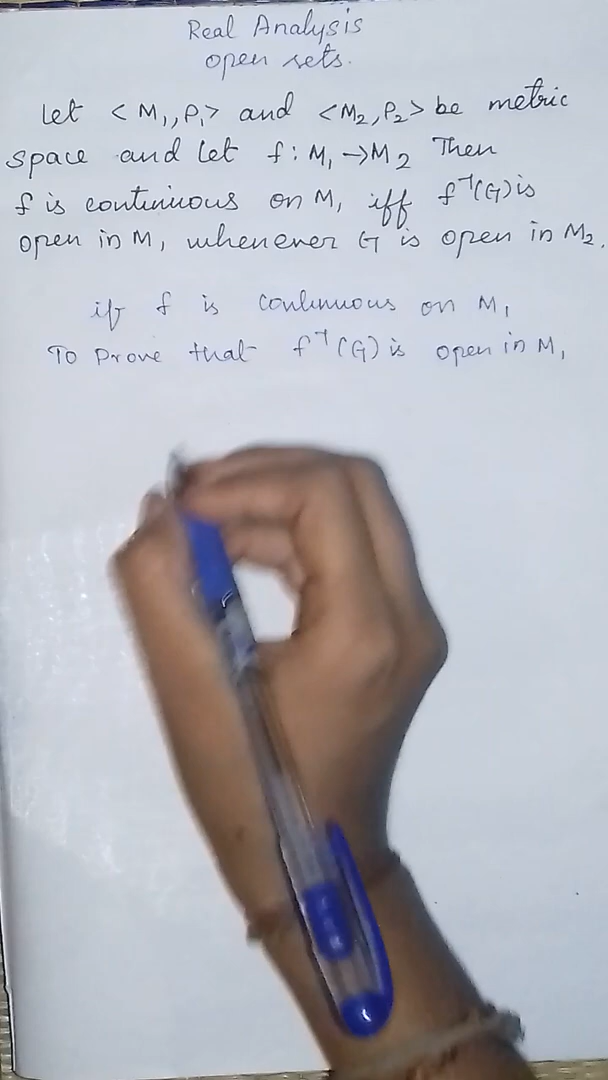 Real Analysis
open sets.
Let <M₁, ρ₁> and <M₂, ρ₂> be metric
space and let f : M₁ → M₂ Then
f is continuous on M₁ iff f⁻¹(G) is
open in M₁ whenever G is open in M₂.
if f is continuous on M₁
To Prove that f⁻¹(G) is open in M₁